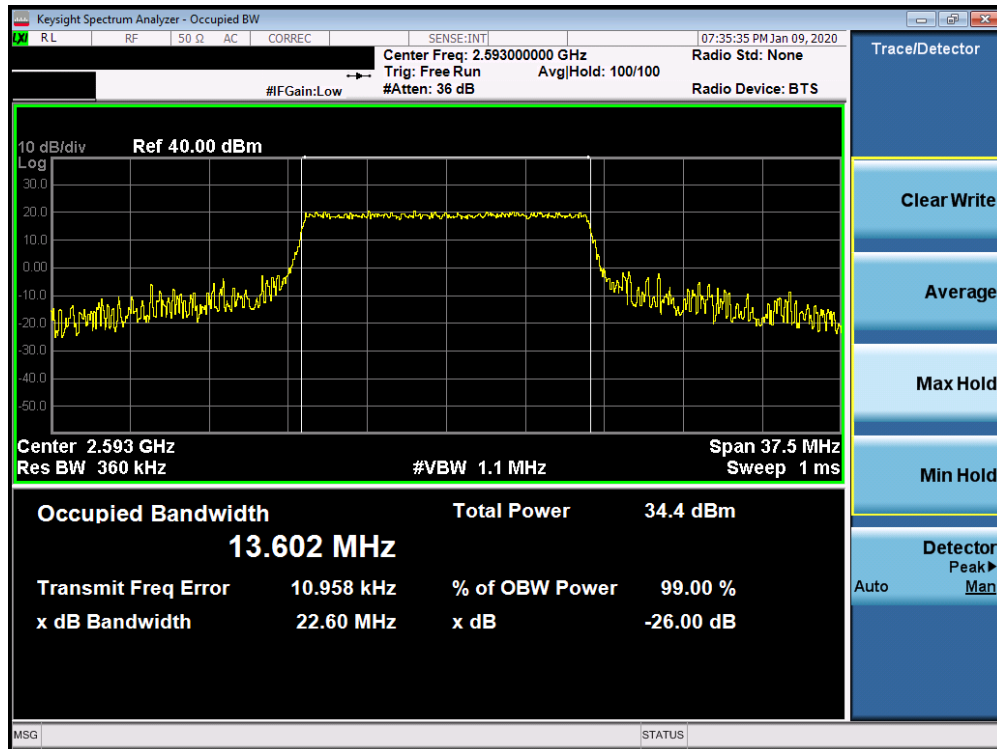 Keysight Spectrum Analyzer - Occupied BW
LXI RL RF 50 Ω AC CORREC SENSE:INT 07:35:35 PM Jan 09, 2020
Center Freq: 2.593000000 GHz Radio Std: None
Trig: Free Run Avg|Hold: 100/100
#IFGain:Low #Atten: 36 dB Radio Device: BTS
10 dB/div Ref 40.00 dBm
Log
30.0
20.0
10.0
0.00
-10.0
-20.0
-30.0
-40.0
-50.0
Center 2.593 GHz Span 37.5 MHz
Res BW 360 kHz #VBW 1.1 MHz Sweep 1 ms
Occupied Bandwidth Total Power 34.4 dBm
13.602 MHz
Transmit Freq Error 10.958 kHz % of OBW Power 99.00 %
x dB Bandwidth 22.60 MHz x dB -26.00 dB
MSG STATUS
Trace/Detector
Clear Write
Average
Max Hold
Min Hold
Detector
Peak▶
Auto Man